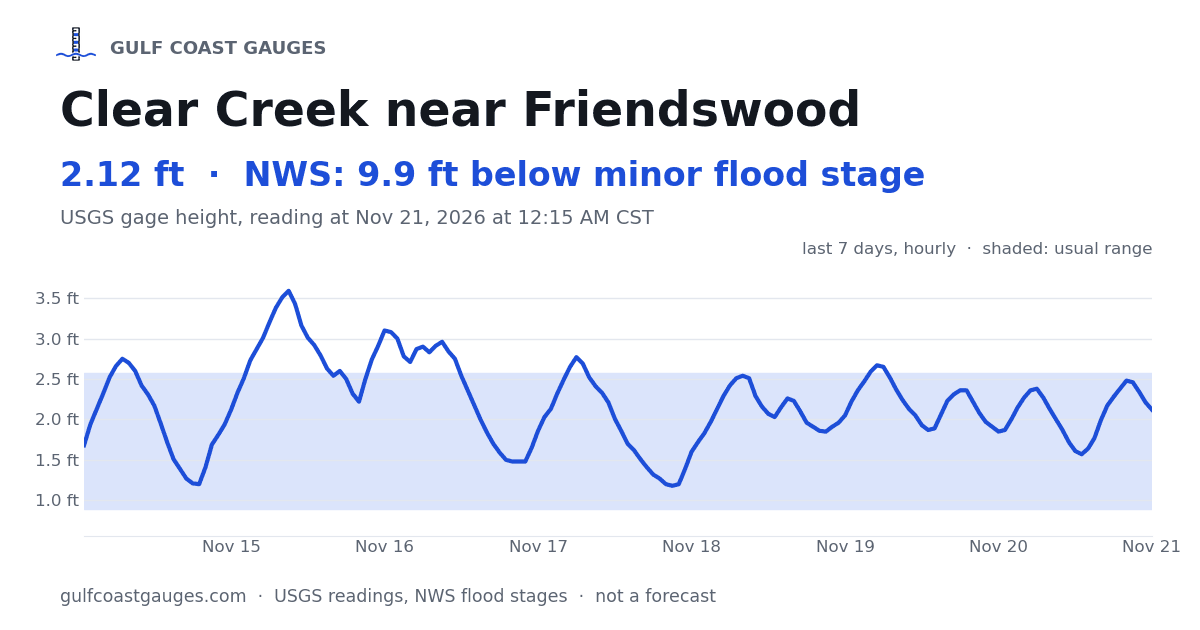 GULF COAST GAUGES
Clear Creek near Friendswood
2.12 ft · NWS: 9.9 ft below minor flood stage
USGS gage height, reading at Nov 21, 2026 at 12:15 AM CST
last 7 days, hourly · shaded: usual range
3.5 ft
3.0 ft
2.5 ft
2.0 ft
1.5 ft
1.0 ft
Nov 15 Nov 16 Nov 17 Nov 18 Nov 19 Nov 20 Nov 21
gulfcoastgauges.com · USGS readings, NWS flood stages · not a forecast